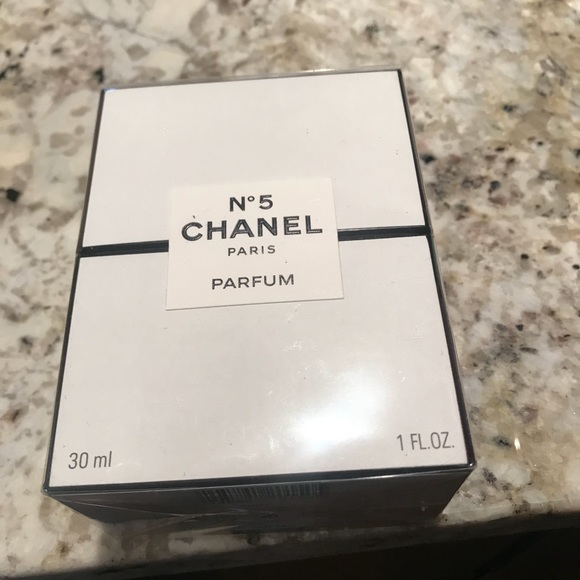 N°5
CHANEL
PARIS
PARFUM
30 ml
1 FL.OZ.